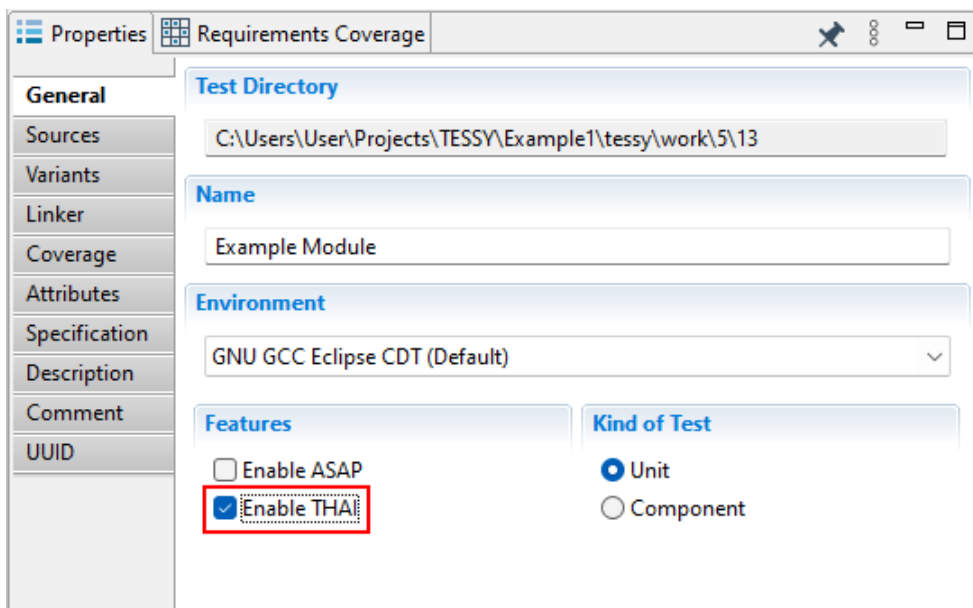 Properties Requirements Coverage
General
Sources
Variants
Linker
Coverage
Attributes
Specification
Description
Comment
UUID
Test Directory
C:\Users\User\Projects\TESSY\Example1\tessy\work\5\13
Name
Example Module
Environment
GNU GCC Eclipse CDT (Default)
Features
Enable ASAP
Enable THAI
Kind of Test
Unit
Component